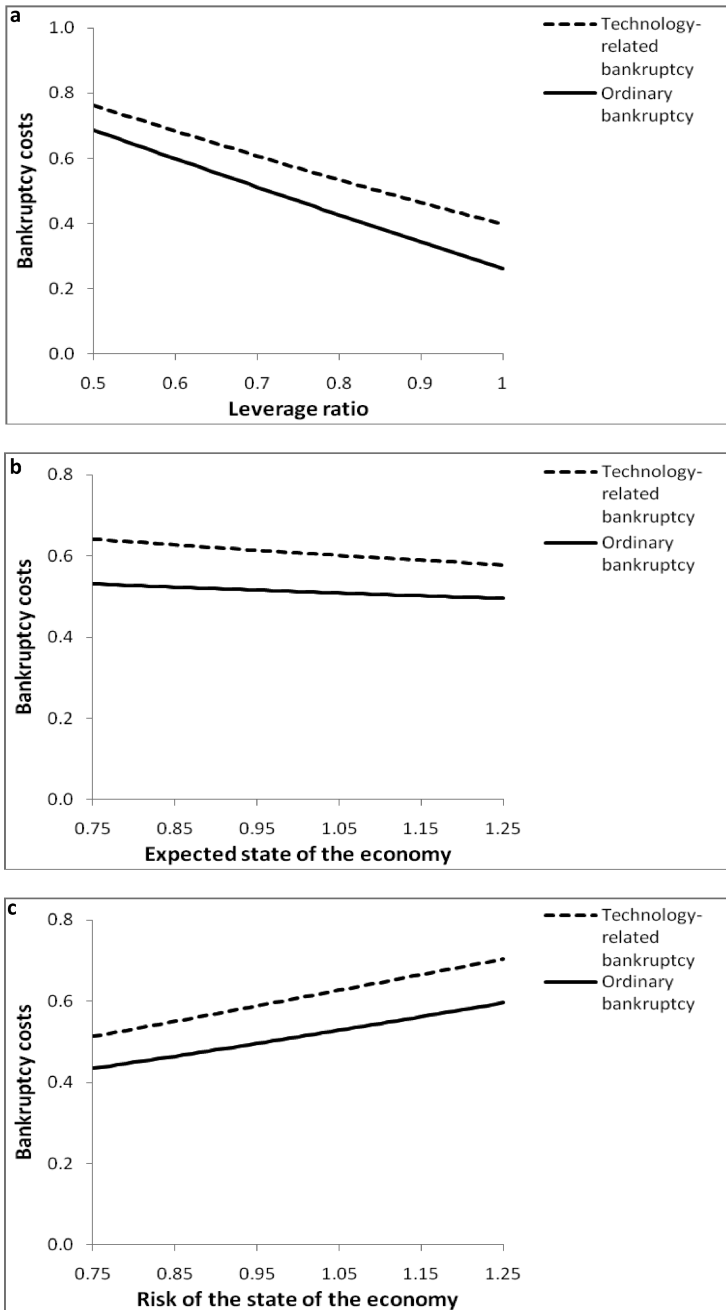 a
Technology-
related
bankruptcy
Ordinary
bankruptcy
Bankruptcy costs
1.0
0.8
0.6
0.4
0.2
0.0
0.5 0.6 0.7 0.8 0.9 1
Leverage ratio
b
Technology-
related
bankruptcy
Ordinary
bankruptcy
Bankruptcy costs
0.8
0.6
0.4
0.2
0.0
0.75 0.85 0.95 1.05 1.15 1.25
Expected state of the economy
c
Technology-
related
bankruptcy
Ordinary
bankruptcy
Bankruptcy costs
0.8
0.6
0.4
0.2
0.0
0.75 0.85 0.95 1.05 1.15 1.25
Risk of the state of the economy